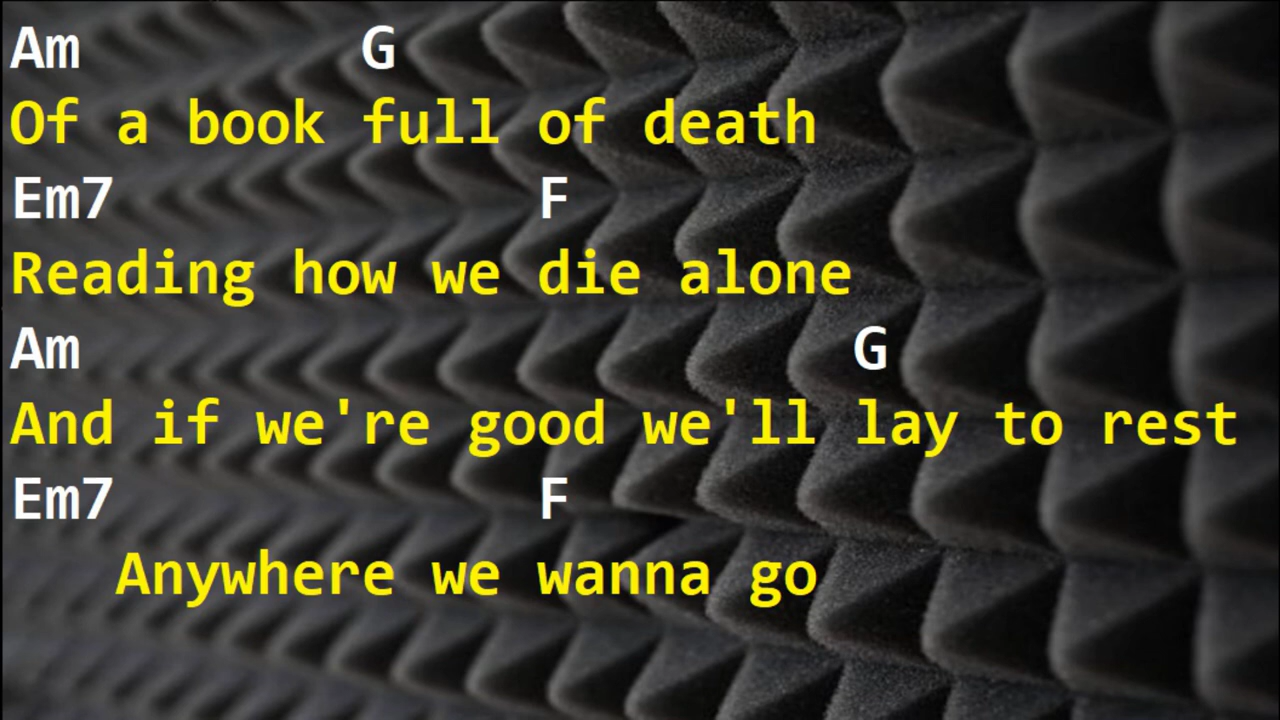 Am                  G
Of a book full of death
Em7                         F
Reading how we die alone
Am                                            G
And if we're good we'll lay to rest
Em7                         F
Anywhere we wanna go